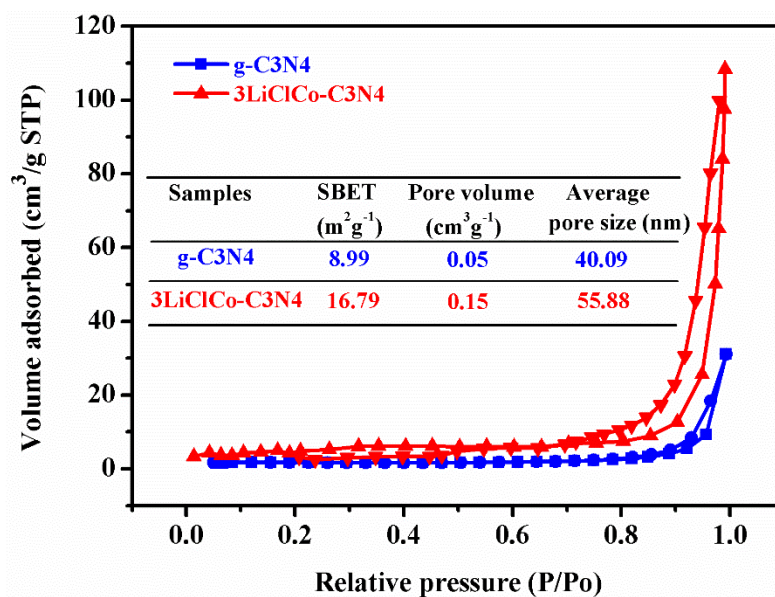 120
100
80
60
40
20
0
Volume adsorbed (cm³/g STP)
g-C3N4
3LiClCo-C3N4
Samples SBET Pore volume Average
(m²g⁻¹) (cm³g⁻¹) pore size (nm)
g-C3N4 8.99 0.05 40.09
3LiClCo-C3N4 16.79 0.15 55.88
0.0 0.2 0.4 0.6 0.8 1.0
Relative pressure (P/Po)